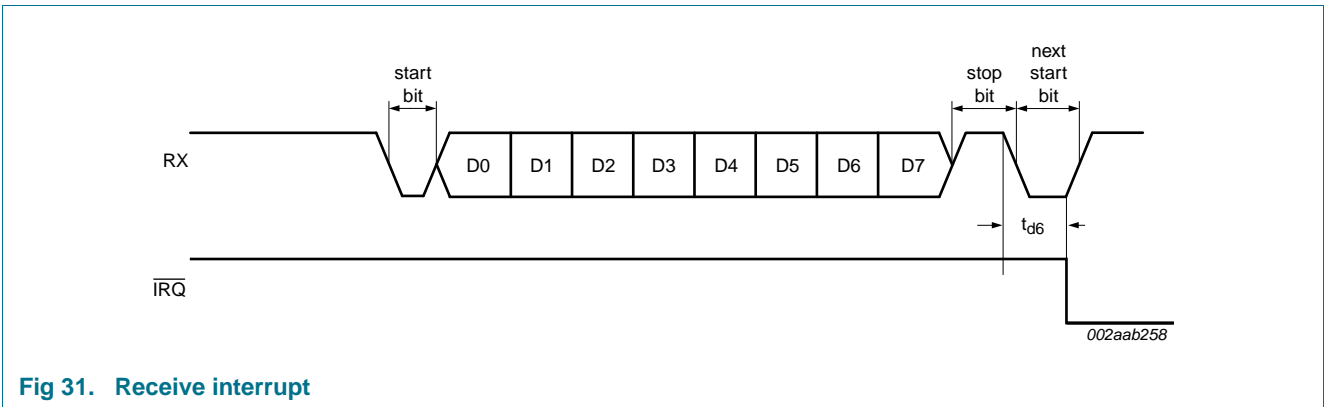 start
bit
stop
bit
next
start
bit
RX
D0 D1 D2 D3 D4 D5 D6 D7
td6
IRQ
002aab258
Fig 31. Receive interrupt